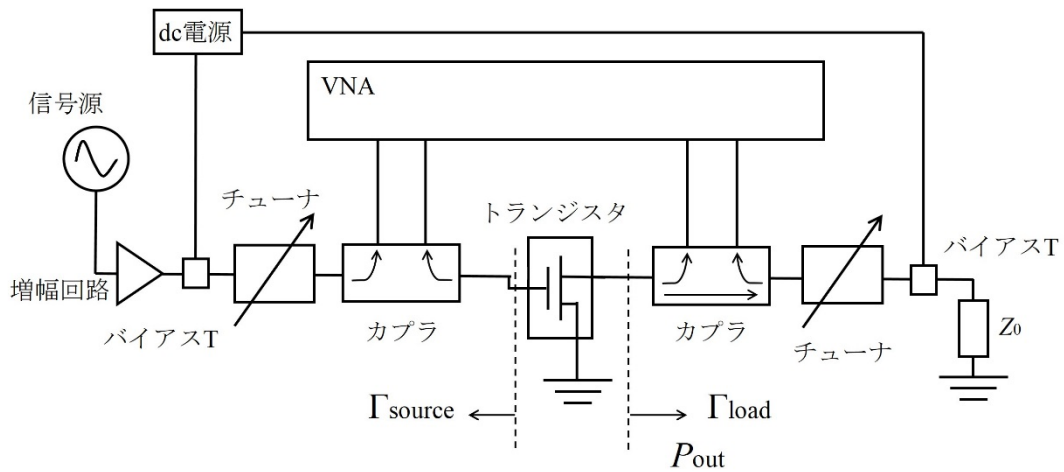 dc電源
VNA
信号源
チューナ
トランジスタ
バイアスT
増幅回路
バイアスT
カプラ
カプラ
チューナ
Z0
Γsource
Γload
Pout